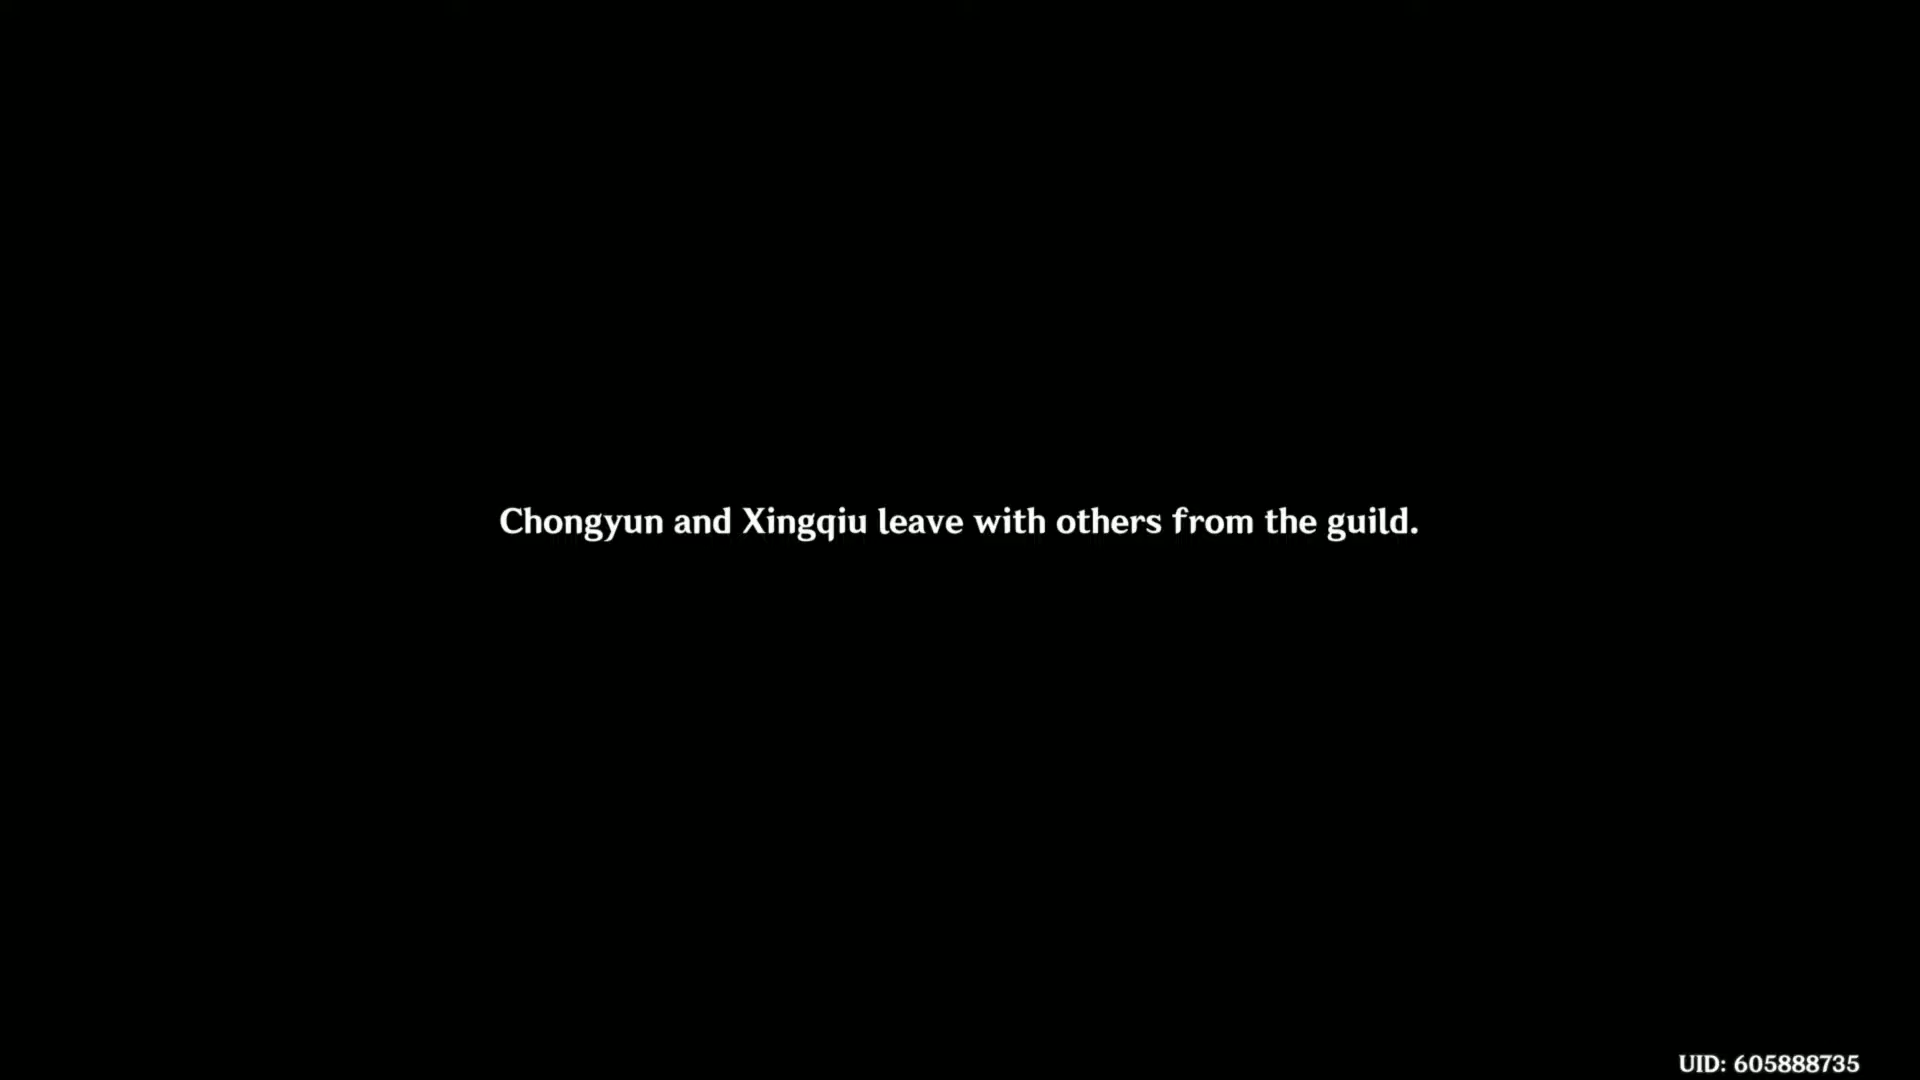 Chongyun and Xingqiu leave with others from the guild.
UID: 605888735